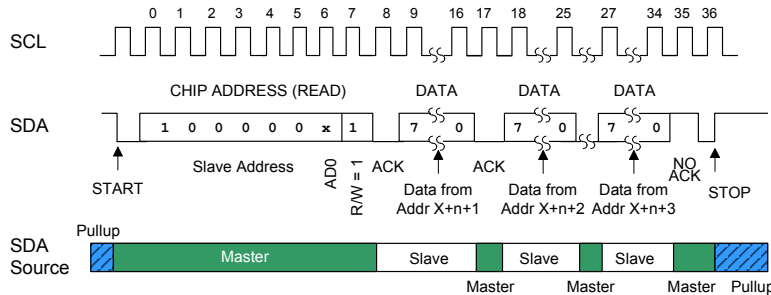 0 1 2 3 4 5 6 7 8 9 16 17 18 25 27 34 35 36
SCL
CHIP ADDRESS (READ) DATA DATA DATA
SDA
1 0 0 0 0 0 x 1 7 0 7 0 7 0
START
Slave Address
AD0
R/W = 1
ACK
Data from
Addr X+n+1
ACK
Data from
Addr X+n+2
Data from
Addr X+n+3
NO
ACK
STOP
Pullup
SDA
Source
Master Slave Slave Slave
Master Master Master Pullup